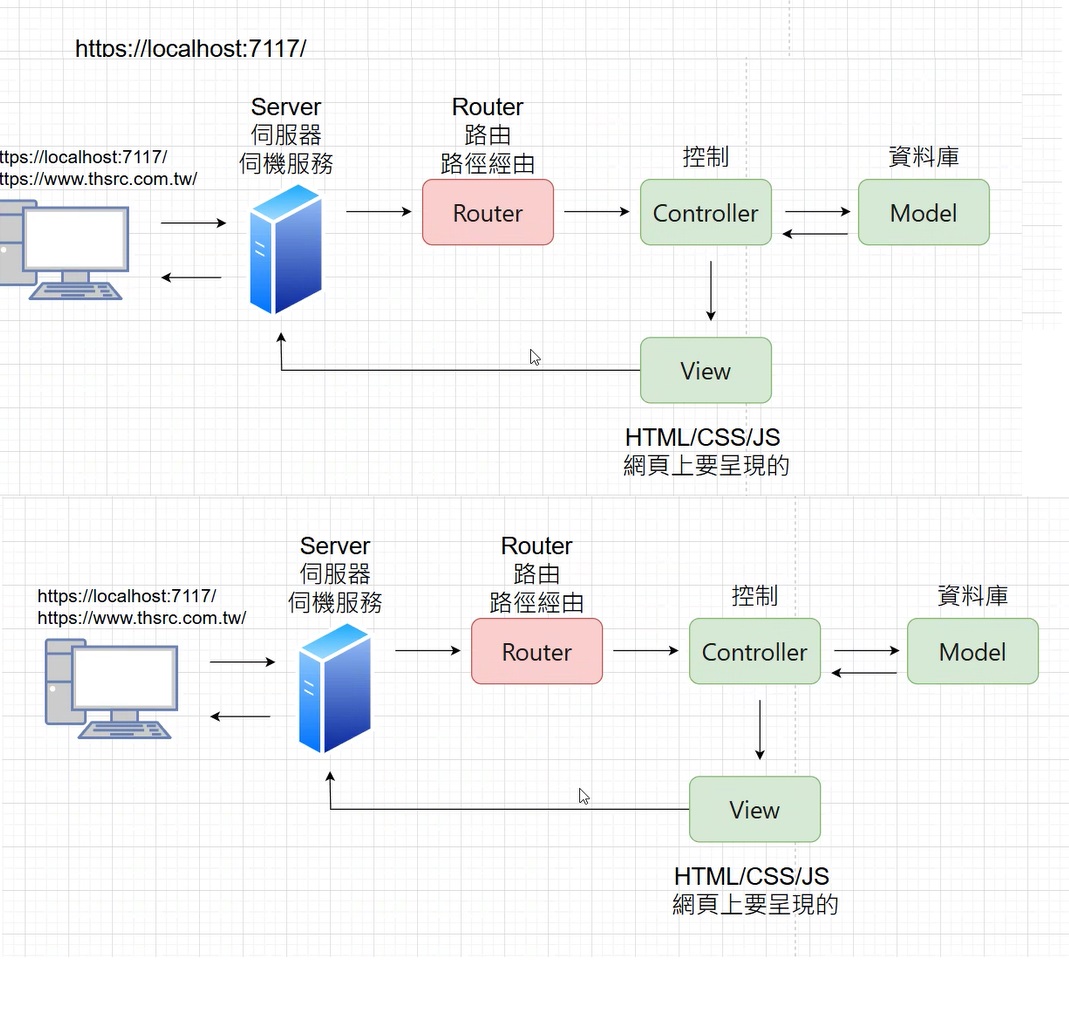 https://localhost:7117/
Server
伺服器
伺機服務
Router
路由
路徑經由
控制
資料庫
ttps://localhost:7117/
ttps://www.thsrc.com.tw/
Router
Controller
Model
View
HTML/CSS/JS
網頁上要呈現的
Server
伺服器
伺機服務
Router
路由
路徑經由
控制
資料庫
https://localhost:7117/
https://www.thsrc.com.tw/
Router
Controller
Model
View
HTML/CSS/JS
網頁上要呈現的